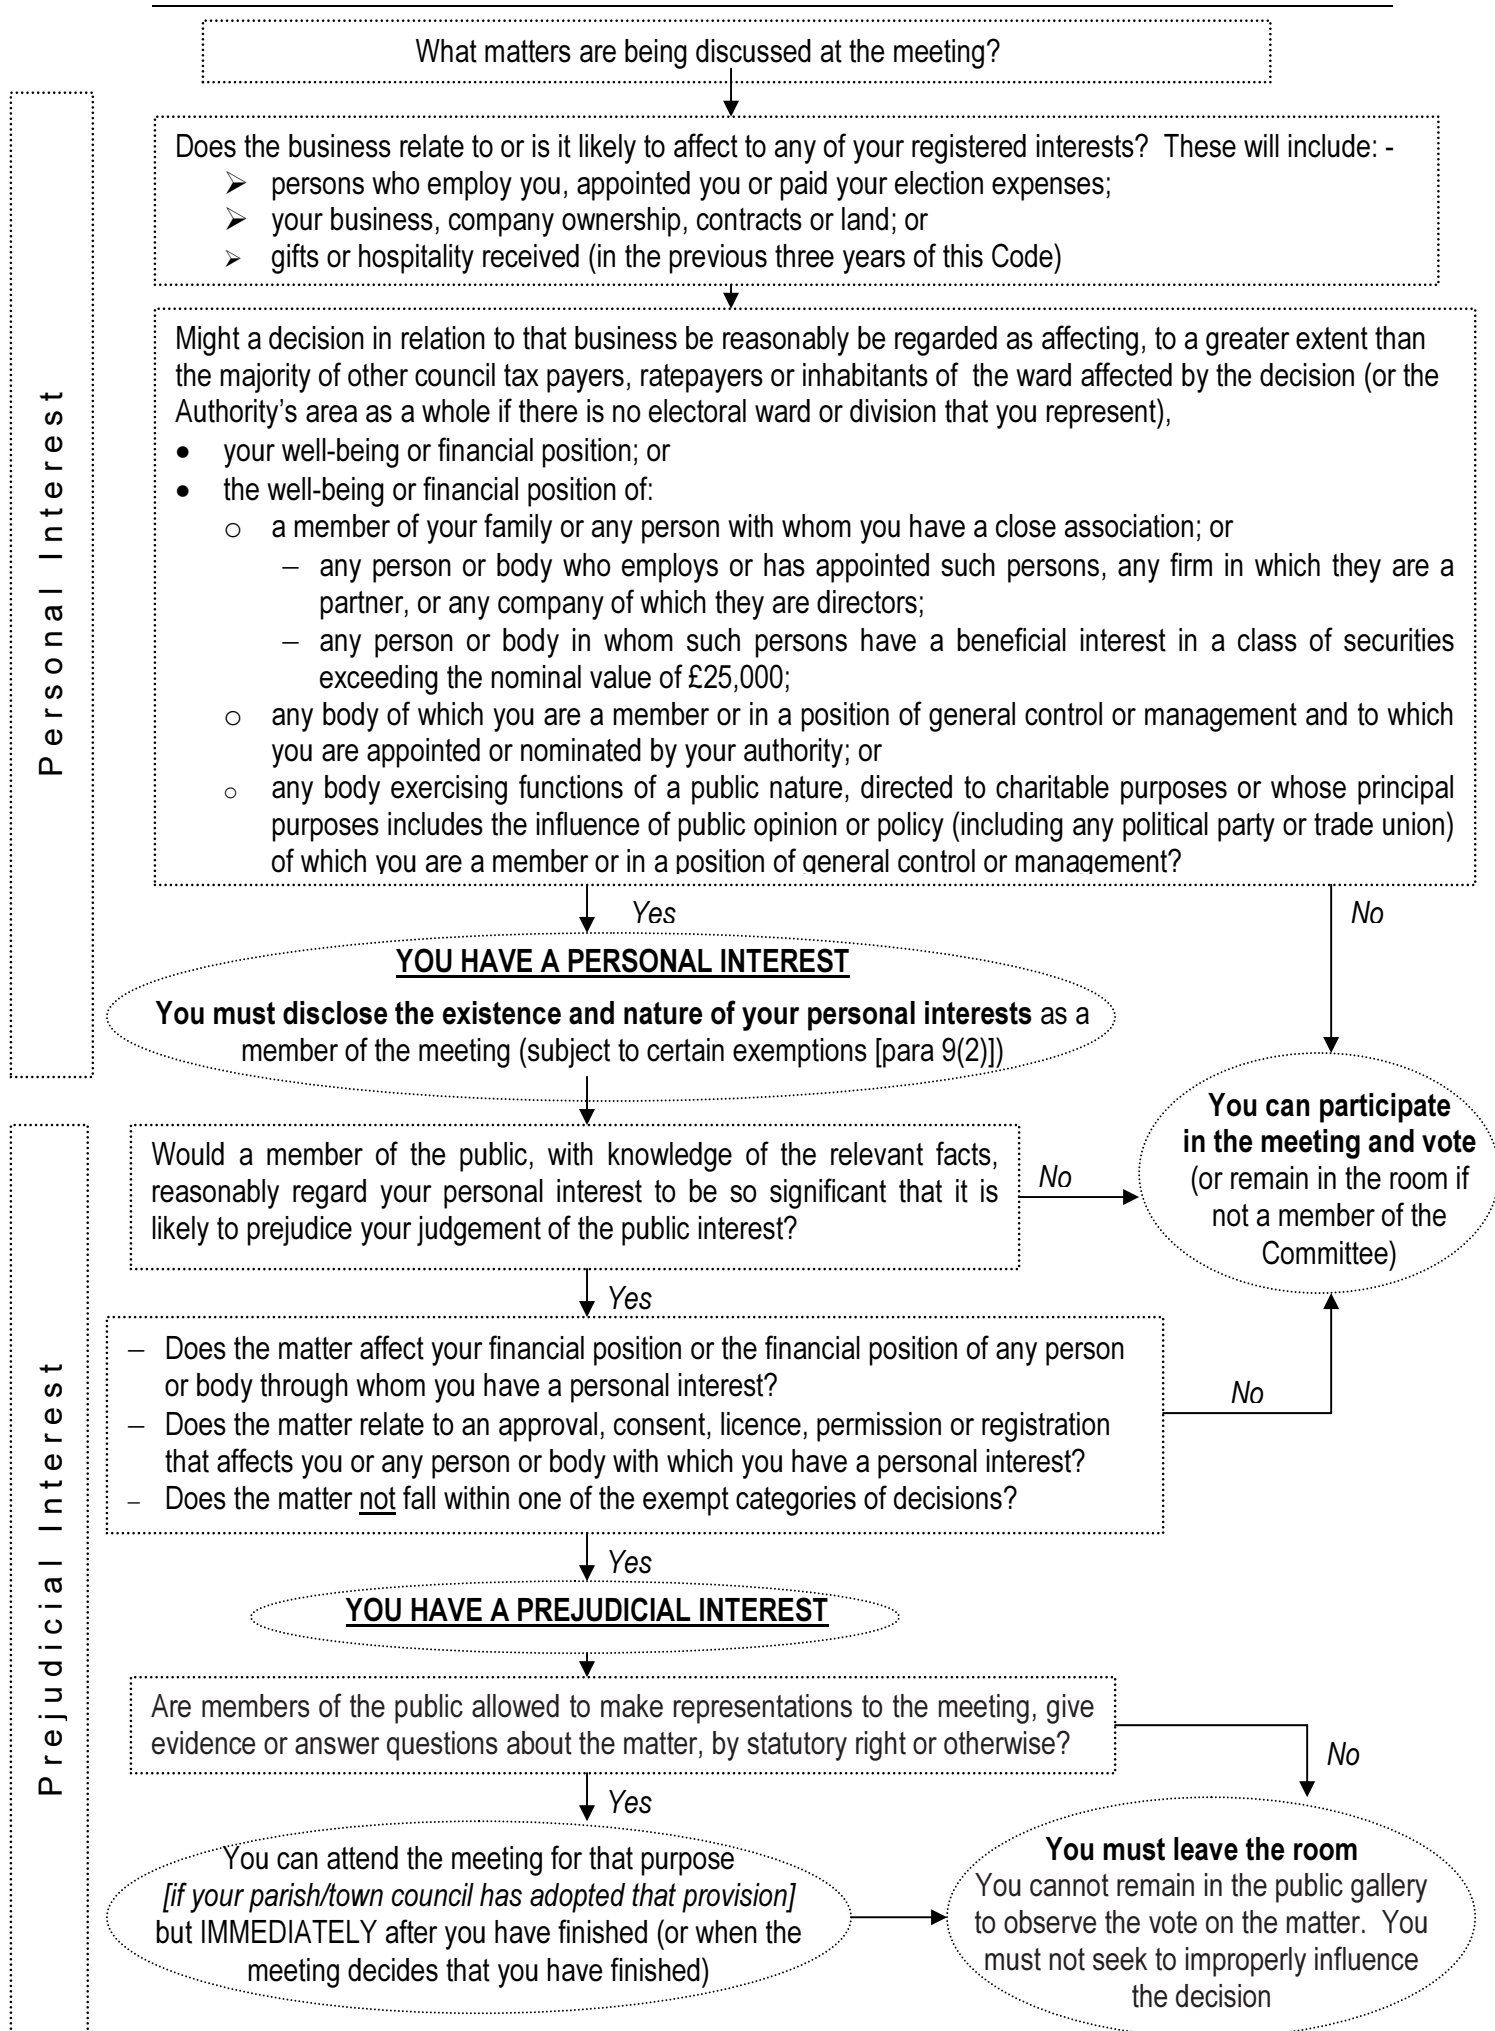 What matters are being discussed at the meeting?
Does the business relate to or is it likely to affect to any of your registered interests? These will include: -
➢ persons who employ you, appointed you or paid your election expenses;
➢ your business, company ownership, contracts or land; or
➢ gifts or hospitality received (in the previous three years of this Code)
Personal Interest
Might a decision in relation to that business be reasonably be regarded as affecting, to a greater extent than
the majority of other council tax payers, ratepayers or inhabitants of the ward affected by the decision (or the
Authority's area as a whole if there is no electoral ward or division that you represent),
• your well-being or financial position; or
• the well-being or financial position of:
o a member of your family or any person with whom you have a close association; or
– any person or body who employs or has appointed such persons, any firm in which they are a
partner, or any company of which they are directors;
– any person or body in whom such persons have a beneficial interest in a class of securities
exceeding the nominal value of £25,000;
o any body of which you are a member or in a position of general control or management and to which
you are appointed or nominated by your authority; or
o any body exercising functions of a public nature, directed to charitable purposes or whose principal
purposes includes the influence of public opinion or policy (including any political party or trade union)
of which you are a member or in a position of general control or management?
Yes
No
YOU HAVE A PERSONAL INTEREST
You must disclose the existence and nature of your personal interests as a
member of the meeting (subject to certain exemptions [para 9(2)])
You can participate
in the meeting and vote
(or remain in the room if
not a member of the
Committee)
Prejudicial Interest
Would a member of the public, with knowledge of the relevant facts,
reasonably regard your personal interest to be so significant that it is
likely to prejudice your judgement of the public interest?
No
Yes
– Does the matter affect your financial position or the financial position of any person
or body through whom you have a personal interest?
– Does the matter relate to an approval, consent, licence, permission or registration
that affects you or any person or body with which you have a personal interest?
– Does the matter not fall within one of the exempt categories of decisions?
No
Yes
YOU HAVE A PREJUDICIAL INTEREST
Are members of the public allowed to make representations to the meeting, give
evidence or answer questions about the matter, by statutory right or otherwise?
No
Yes
You can attend the meeting for that purpose
[if your parish/town council has adopted that provision]
but IMMEDIATELY after you have finished (or when the
meeting decides that you have finished)
You must leave the room
You cannot remain in the public gallery
to observe the vote on the matter. You
must not seek to improperly influence
the decision